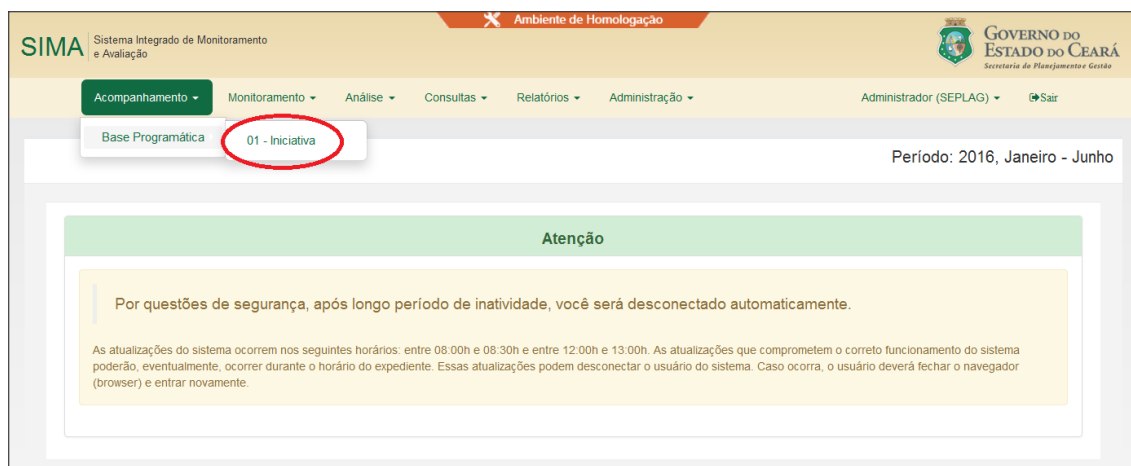 Ambiente de Homologação
SIMA
Sistema Integrado de Monitoramento
e Avaliação
GOVERNO DO
ESTADO DO CEARÁ
Secretaria do Planejamento e Gestão
Acompanhamento
Monitoramento
Análise
Consultas
Relatórios
Administração
Administrador (SEPLAG)
Sair
Base Programática
01 - Iniciativa
Período: 2016, Janeiro - Junho
Atenção
Por questões de segurança, após longo período de inatividade, você será desconectado automaticamente.
As atualizações do sistema ocorrem nos seguintes horários: entre 08:00h e 08:30h e entre 12:00h e 13:00h. As atualizações que comprometem o correto funcionamento do sistema
poderão, eventualmente, ocorrer durante o horário do expediente. Essas atualizações podem desconectar o usuário do sistema. Caso ocorra, o usuário deverá fechar o navegador
(browser) e entrar novamente.